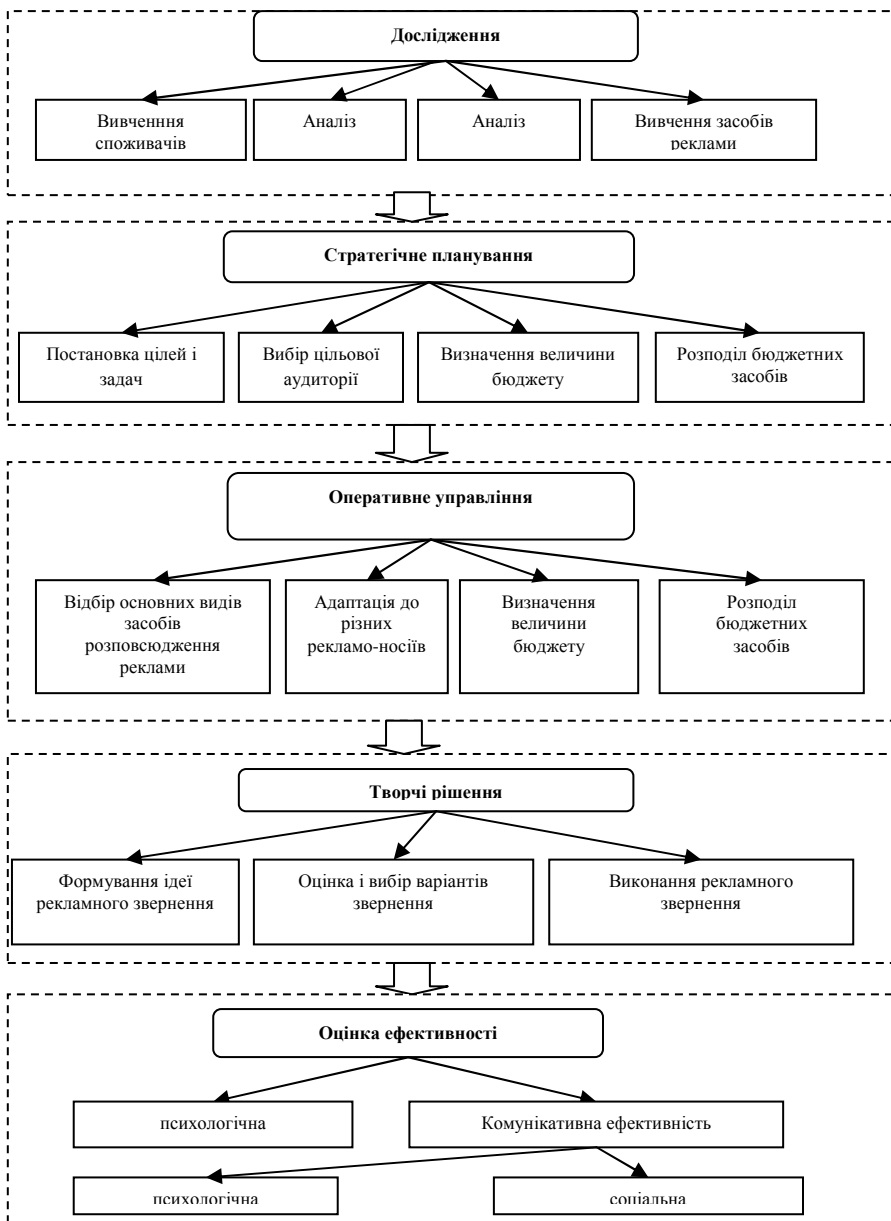 Дослідження
Вивченння
споживачів
Аналіз
Аналіз
Вивчення засобів
реклами
Стратегічне планування
Постановка цілей і
задач
Вибір цільової
аудиторії
Визначення величини
бюджету
Розподіл бюджетних
засобів
Оперативне управління
Відбір основних видів
засобів
розповсюдження
реклами
Адаптація до
різних
рекламо-носіїв
Визначення
величини
бюджету
Розподіл
бюджетних
засобів
Творчі рішення
Формування ідеї
рекламного звернення
Оцінка і вибір варіантів
звернення
Виконання рекламного
звернення
Оцінка ефективності
психологічна
Комунікативна ефективність
психологічна
соціальна